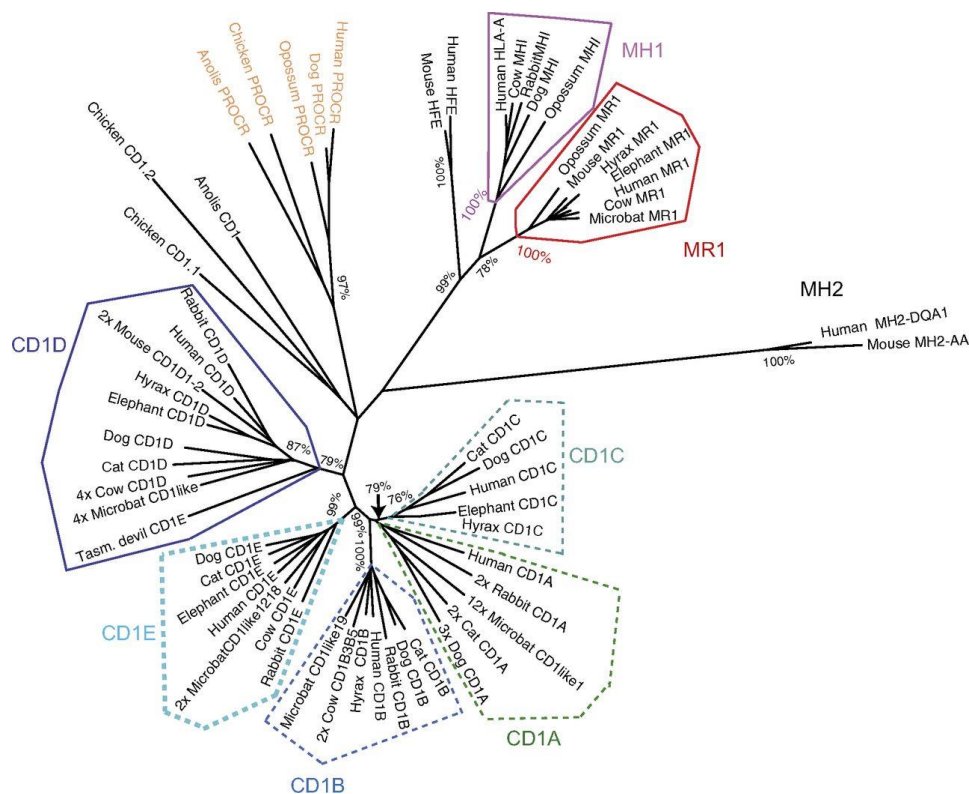 Chicken CD1.2
Chicken CD1.1
Anolis CD1
Anolis PROCR
Chicken PROCR
Opossum PROCR
Dog PROCR
Human PROCR
97%
Mouse HFE
Human HFE
100%
99%
78%
Human HLA-A
Cow MHI
RabbitMHI
Dog MHI
Opossum MHI
MH1
100%
Opossum MR1
Mouse MR1
Hyrax MR1
Elephant MR1
Human MR1
Cow MR1
Microbat MR1
100%
MR1
MH2
Human MH2-DQA1
Mouse MH2-AA
100%
CD1D
Rabbit CD1D
Human CD1D
2x Mouse CD1D1-2
Hyrax CD1D
Elephant CD1D
Dog CD1D
Cat CD1D
4x Cow CD1D
4x Microbat CD1like
Tasm. devil CD1E
87%
79%
79%
76%
Cat CD1C
Dog CD1C
Human CD1C
Elephant CD1C
Hyrax CD1C
CD1C
99%
99%
100%
Dog CD1E
Cat CD1E
Elephant CD1E
Human CD1E
2x MicrobatCD1like1218
Cow CD1E
Rabbit CD1E
CD1E
Microbat CD1like19
2x Cow CD1B3B5
Hyrax CD1B
Human CD1B
Rabbit CD1B
Dog CD1B
Cat CD1B
CD1B
Human CD1A
2x Rabbit CD1A
12x Microbat CD1like1
2x Cat CD1A
3x Dog CD1A
CD1A